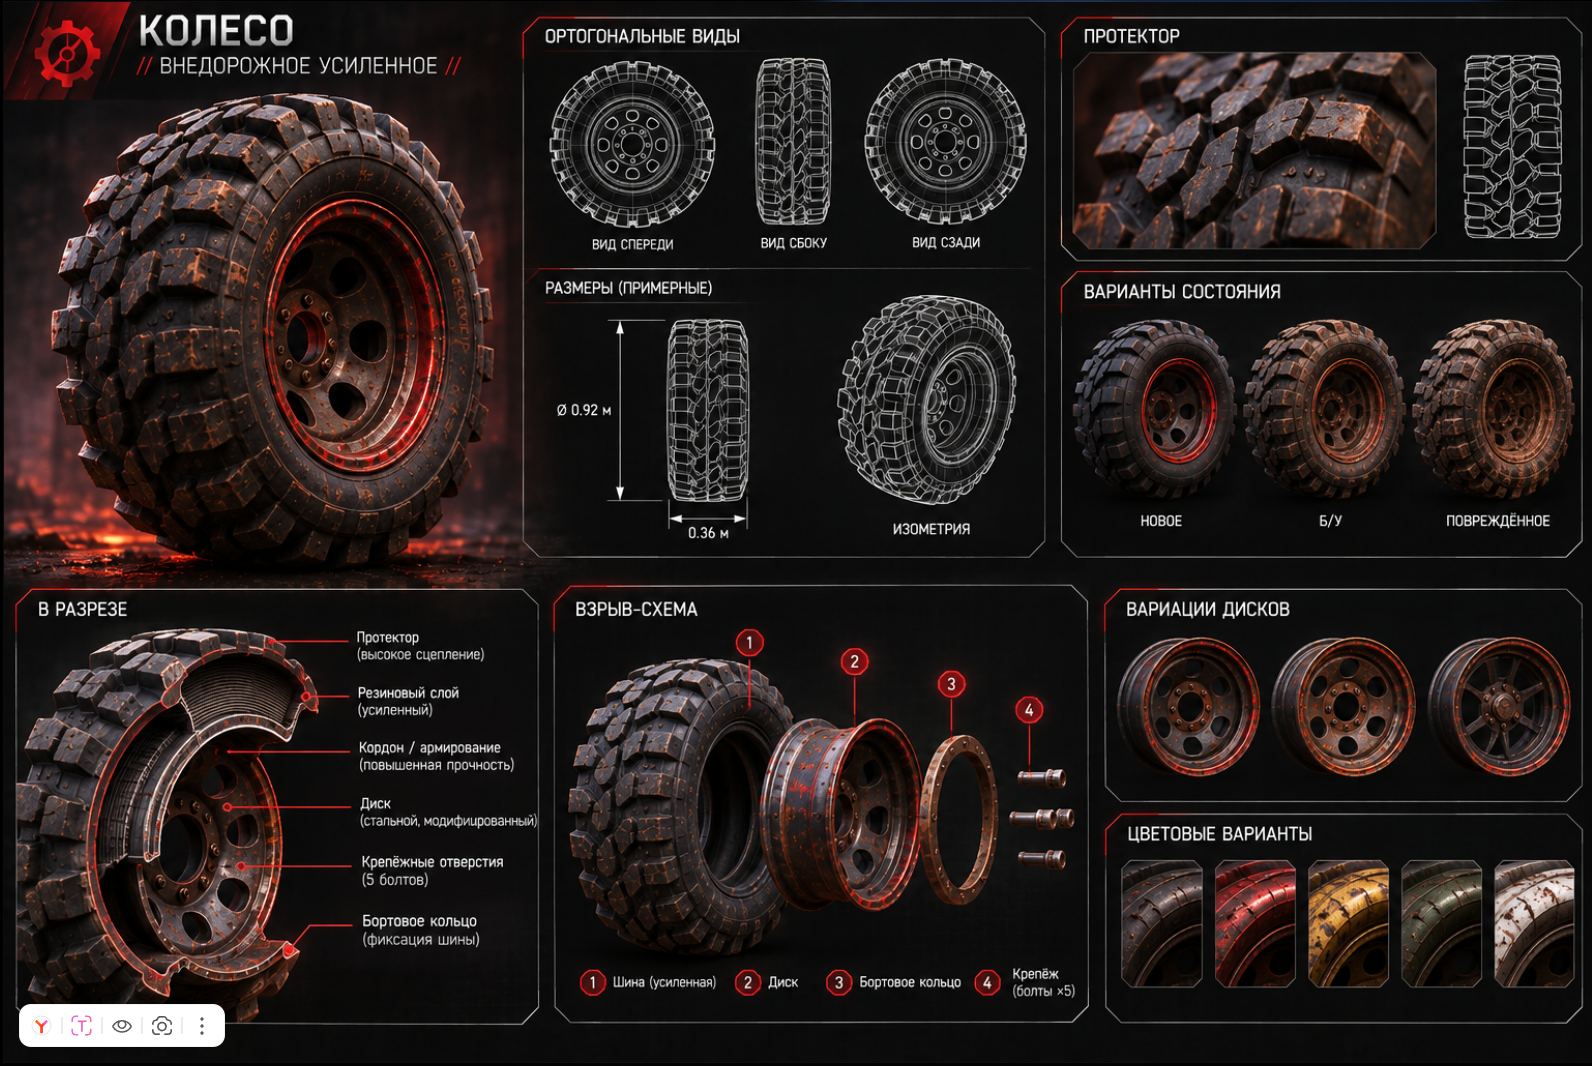 КОЛЕСО
// ВНЕДОРОЖНОЕ УСИЛЕННОЕ //
ОРТОГОНАЛЬНЫЕ ВИДЫ
ВИД СПЕРЕДИ
ВИД СБОКУ
ВИД СЗАДИ
РАЗМЕРЫ (ПРИМЕРНЫЕ)
Ø 0.92 м
0.36 м
ИЗОМЕТРИЯ
ПРОТЕКТОР
ВАРИАНТЫ СОСТОЯНИЯ
НОВОЕ
Б/У
ПОВРЕЖДЁННОЕ
В РАЗРЕЗЕ
Протектор
(высокое сцепление)
Резиновый слой
(усиленный)
Кордон / армирование
(повышенная прочность)
Диск
(стальной, модифицированный)
Крепёжные отверстия
(5 болтов)
Бортовое кольцо
(фиксация шины)
ВЗРЫВ-СХЕМА
1
2
3
4
1 Шина (усиленная)
2 Диск
3 Бортовое кольцо
4 Крепёж
(болты ×5)
ВАРИАЦИИ ДИСКОВ
ЦВЕТОВЫЕ ВАРИАНТЫ